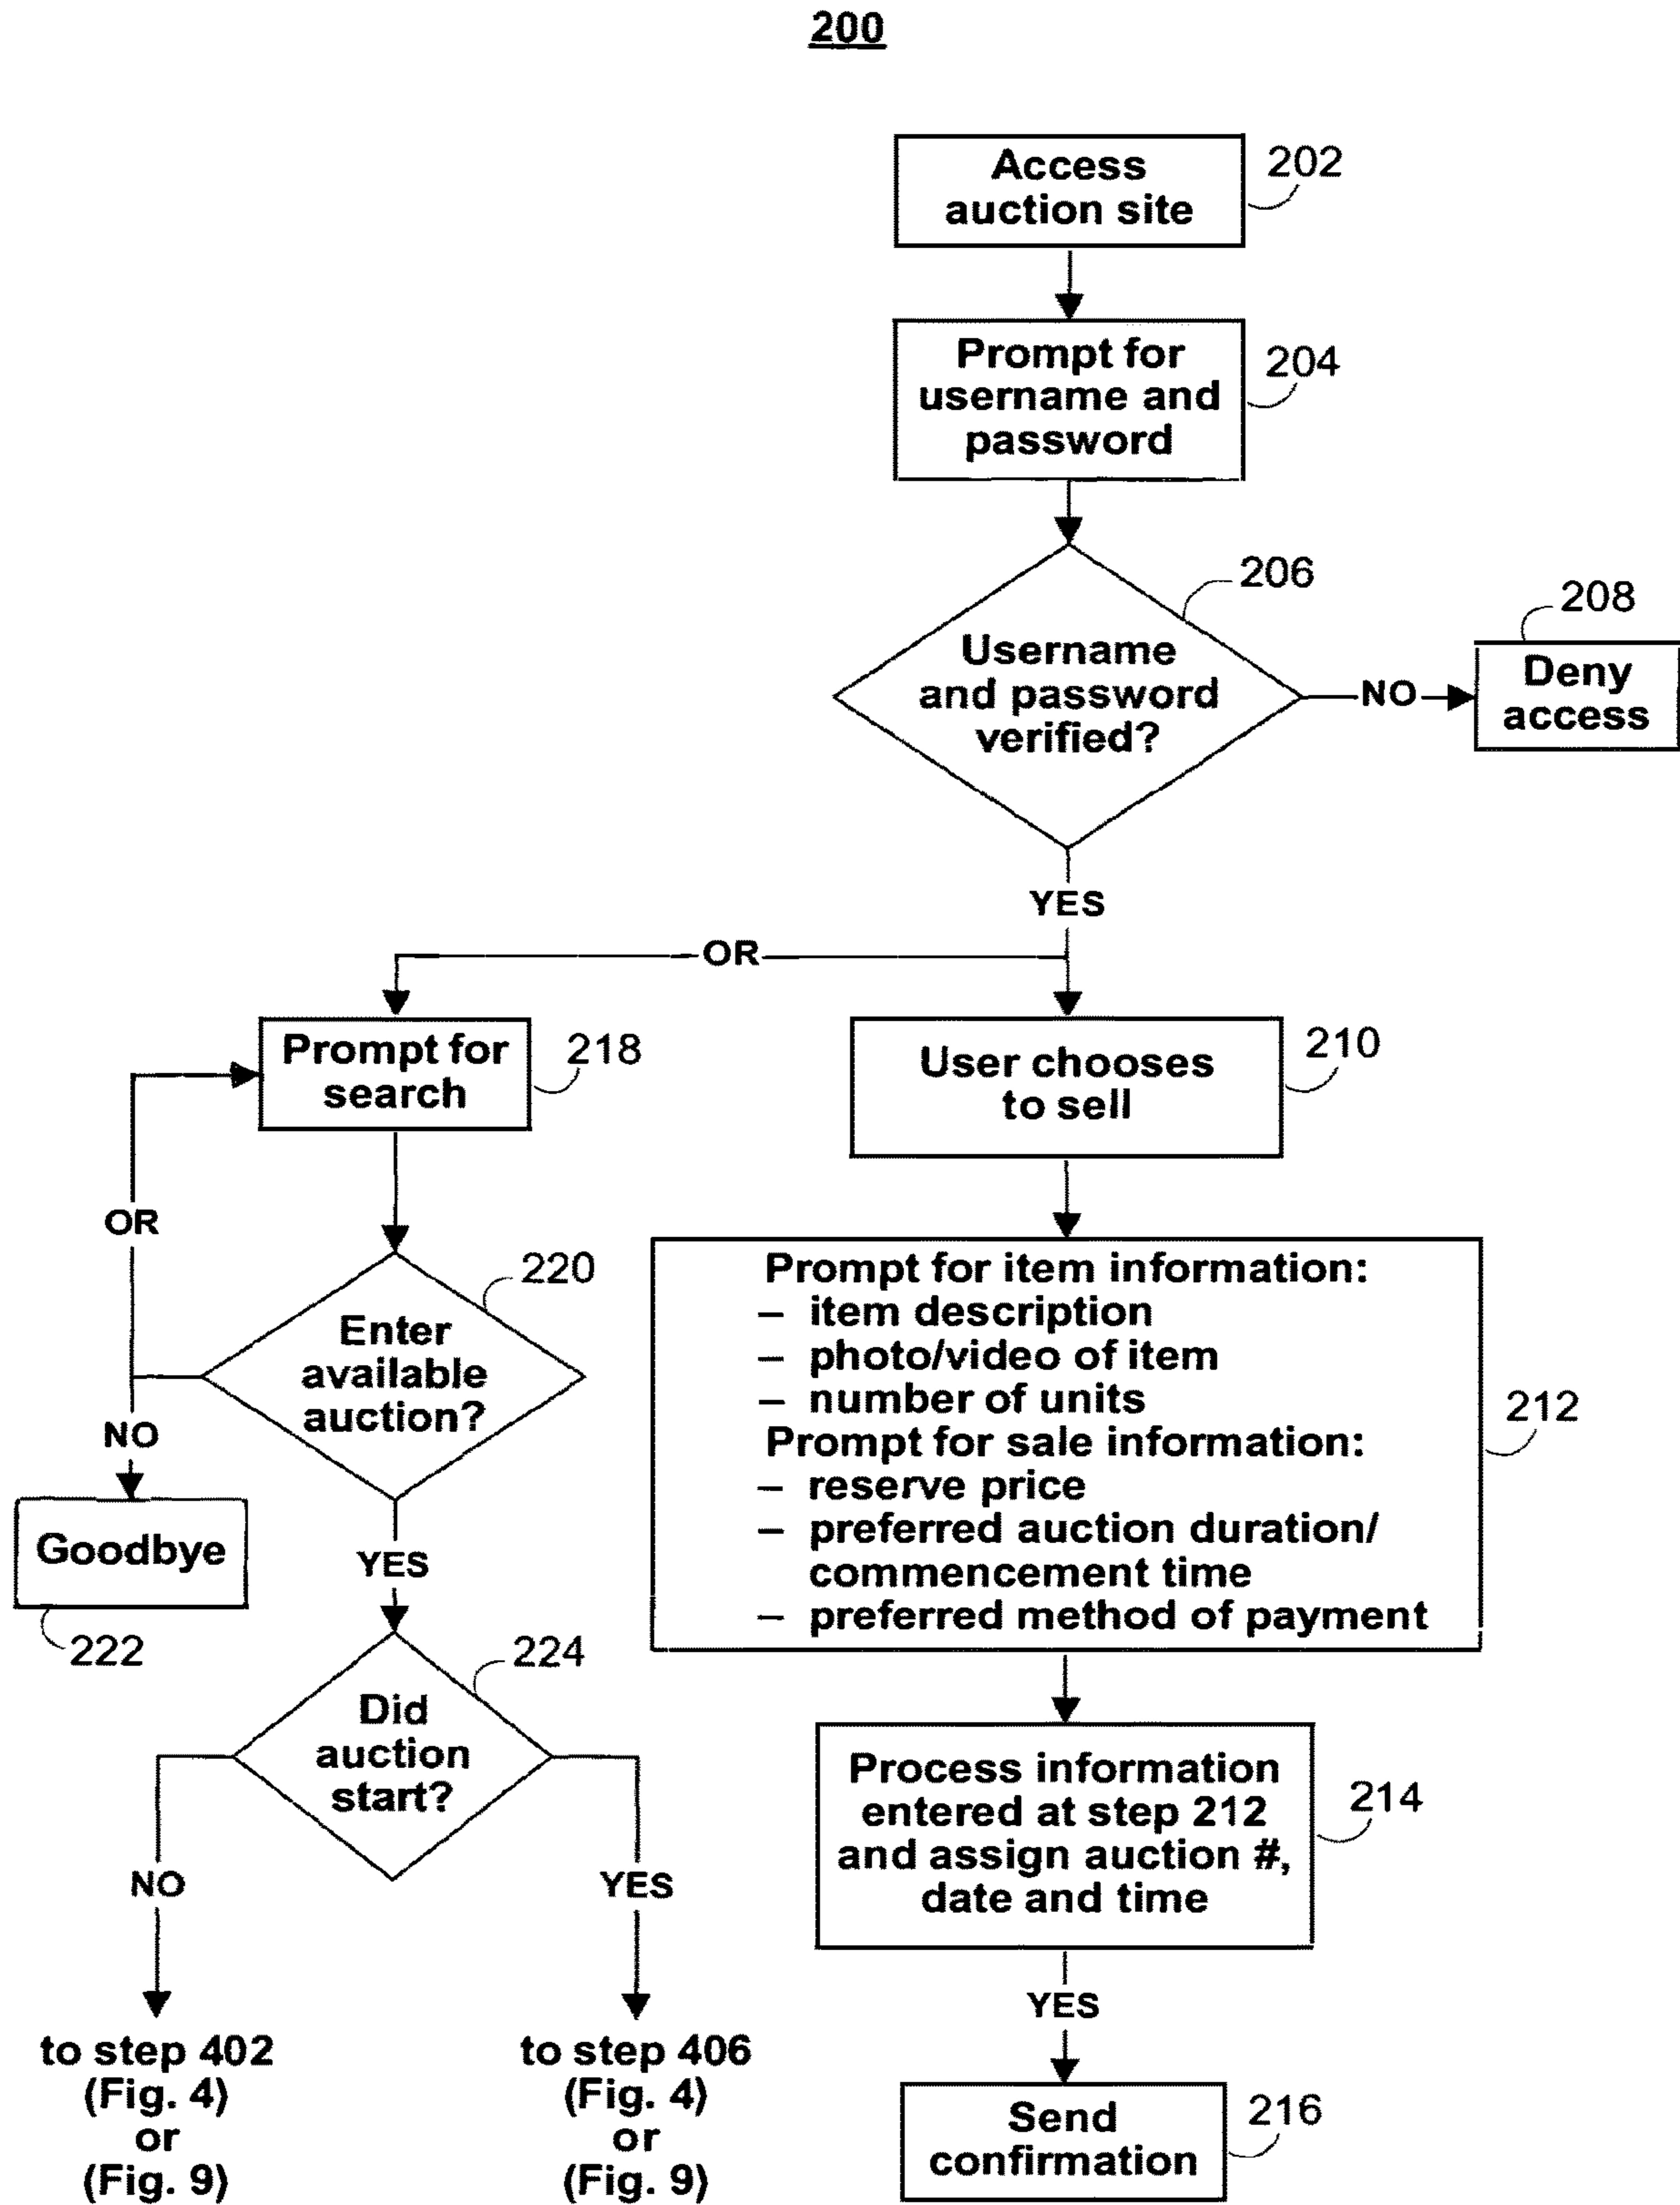 200
Access
auction site
202
Prompt for
username and
password
204
206
Username
and password
verified?
NO
208
Deny
access
YES
OR
Prompt for
search
218
User chooses
to sell
210
OR
220
Enter
available
auction?
NO
Goodbye
222
YES
Prompt for item information:
– item description
– photo/video of item
– number of units
Prompt for sale information:
– reserve price
– preferred auction duration/
commencement time
– preferred method of payment
212
224
Did
auction
start?
NO
YES
to step 402
(Fig. 4)
or
(Fig. 9)
to step 406
(Fig. 4)
or
(Fig. 9)
Process information
entered at step 212
and assign auction #,
date and time
214
YES
Send
confirmation
216